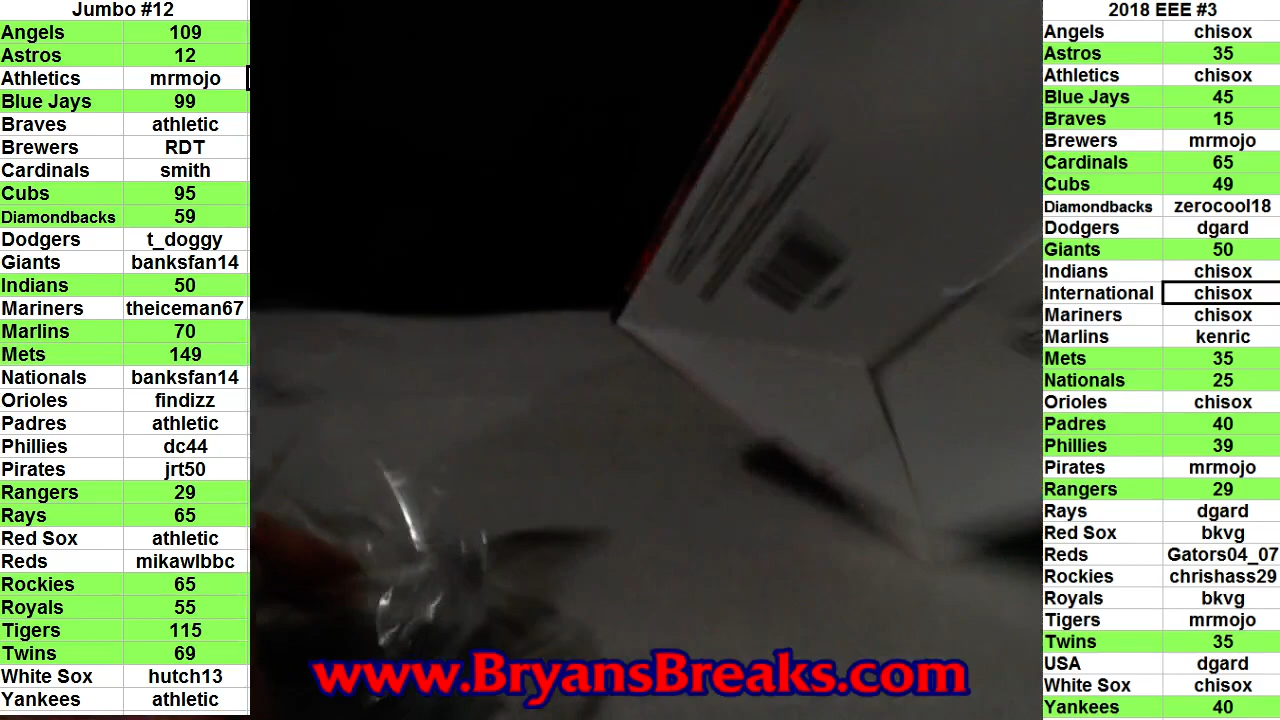 Jumbo #12
Angels 109
Astros 12
Athletics mrmojo
Blue Jays 99
Braves athletic
Brewers RDT
Cardinals smith
Cubs 95
Diamondbacks 59
Dodgers t_doggy
Giants banksfan14
Indians 50
Mariners theiceman67
Marlins 70
Mets 149
Nationals banksfan14
Orioles findizz
Padres athletic
Phillies dc44
Pirates jrt50
Rangers 29
Rays 65
Red Sox athletic
Reds mikawlbbc
Rockies 65
Royals 55
Tigers 115
Twins 69
White Sox hutch13
Yankees athletic
www.BryansBreaks.com
2018 EEE #3
Angels chisox
Astros 35
Athletics chisox
Blue Jays 45
Braves 15
Brewers mrmojo
Cardinals 65
Cubs 49
Diamondbacks zerocool18
Dodgers dgard
Giants 50
Indians chisox
International chisox
Mariners chisox
Marlins kenric
Mets 35
Nationals 25
Orioles chisox
Padres 40
Phillies 39
Pirates mrmojo
Rangers 29
Rays dgard
Red Sox bkvg
Reds Gators04_07
Rockies chrishass29
Royals bkvg
Tigers mrmojo
Twins 35
USA dgard
White Sox chisox
Yankees 40